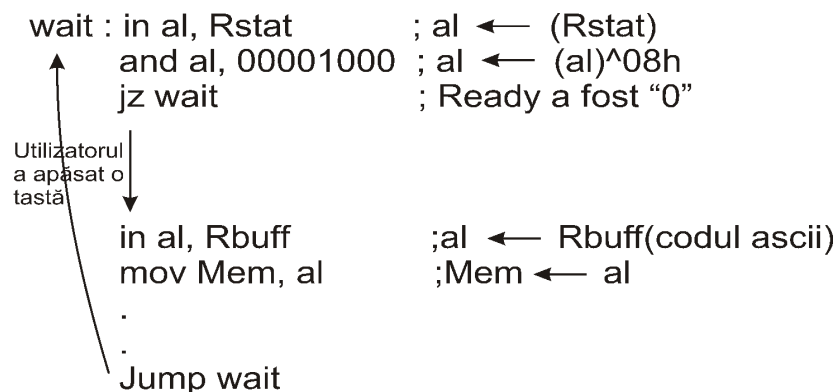 wait : in al, Rstat ; al ← (Rstat)
and al, 00001000 ; al ← (al)^08h
jz wait ; Ready a fost “0”
Utilizatorul
a apăsat o
tastă
in al, Rbuff ;al ← Rbuff(codul ascii)
mov Mem, al ;Mem ← al
.
.
Jump wait